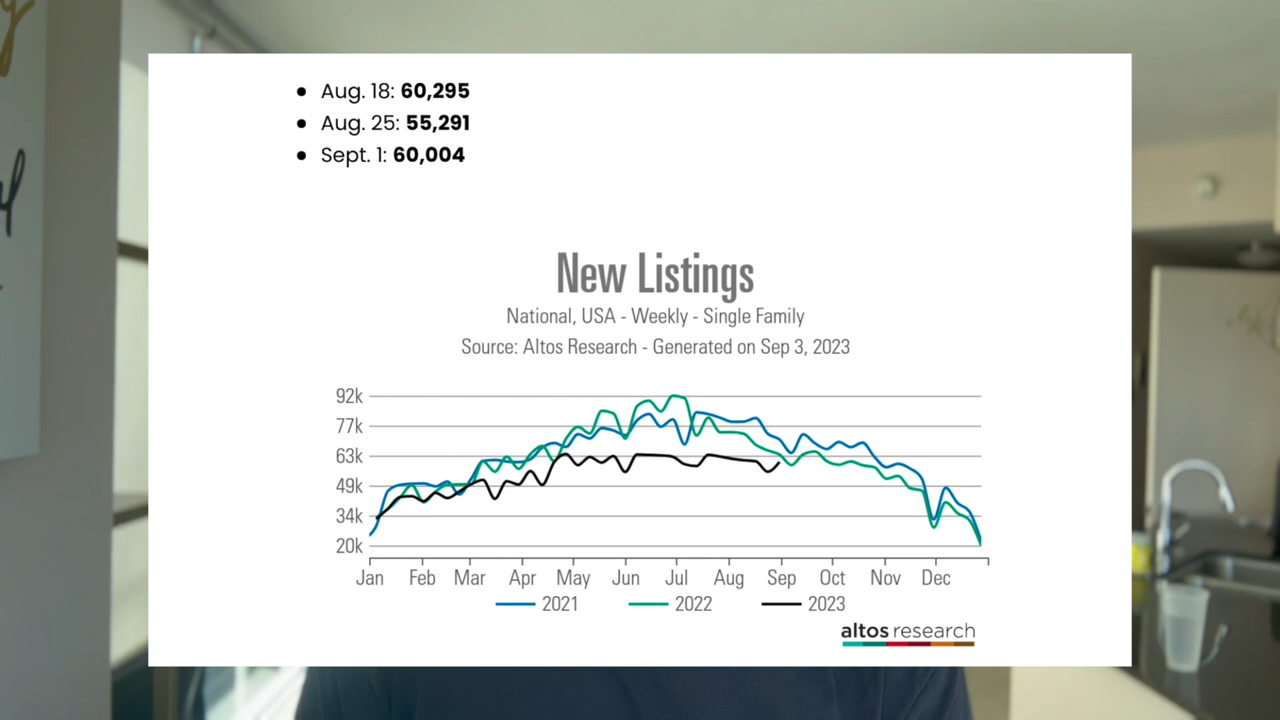 Aug. 18: 60,295
Aug. 25: 55,291
Sept. 1: 60,004
New Listings
National, USA - Weekly - Single Family
Source: Altos Research - Generated on Sep 3, 2023
92k
77k
63k
49k
34k
20k
Jan Feb Mar Apr May Jun Jul Aug Sep Oct Nov Dec
2021 2022 2023
altos research